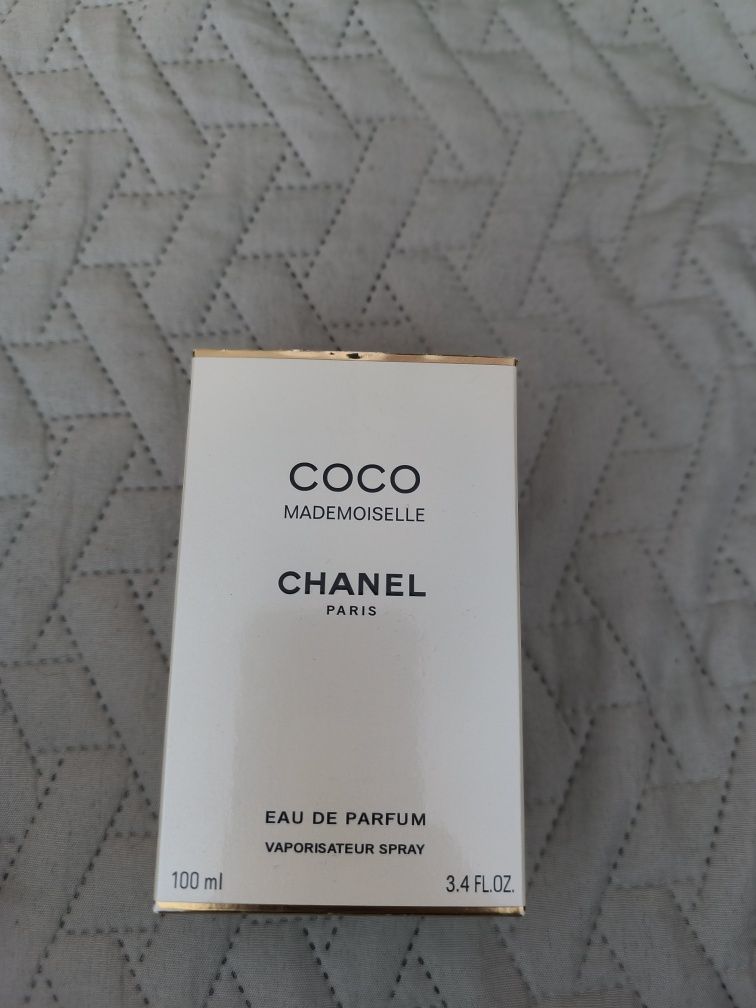 COCO
MADEMOISELLE
CHANEL
PARIS
EAU DE PARFUM
VAPORISATEUR SPRAY
100 ml
3.4 FL.OZ.